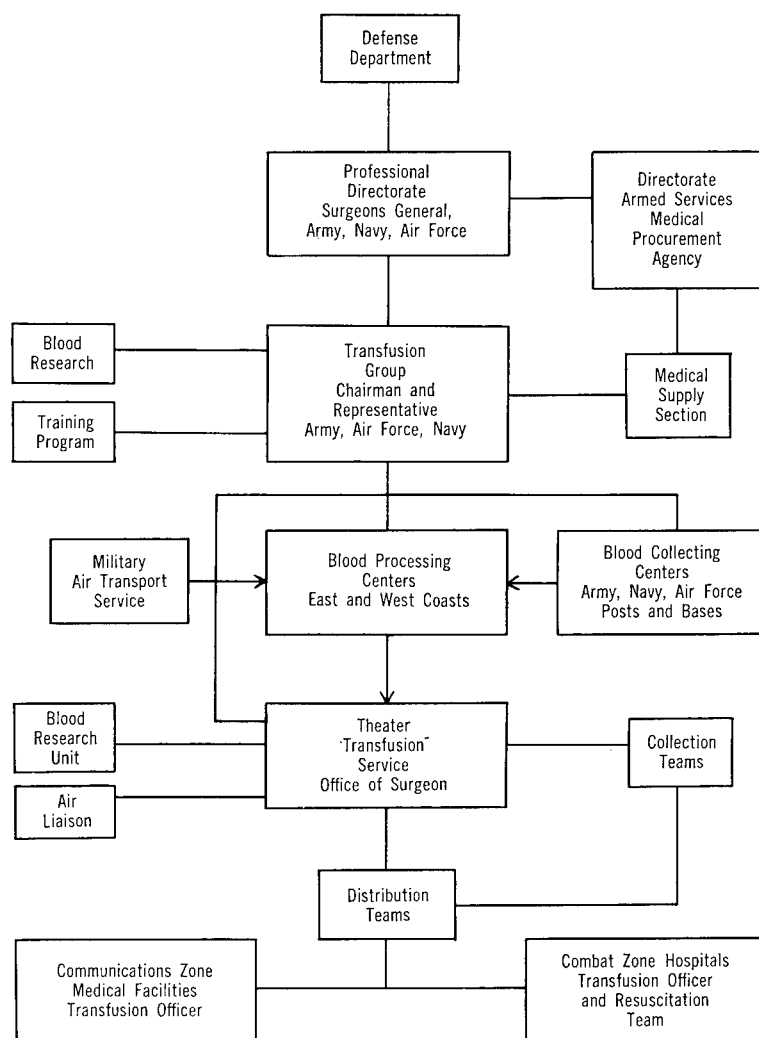 Defense
Department
Professional
Directorate
Surgeons General,
Army, Navy, Air Force
Directorate
Armed Services
Medical
Procurement
Agency
Blood
Research
Training
Program
Transfusion
Group
Chairman and
Representative
Army, Air Force, Navy
Medical
Supply
Section
Military
Air Transport
Service
Blood Processing
Centers
East and West Coasts
Blood Collecting
Centers
Army, Navy, Air Force
Posts and Bases
Blood
Research
Unit
Air
Liaison
Theater
"Transfusion"
Service
Office of Surgeon
Collection
Teams
Distribution
Teams
Communications Zone
Medical Facilities
Transfusion Officer
Combat Zone Hospitals
Transfusion Officer
and Resuscitation
Team